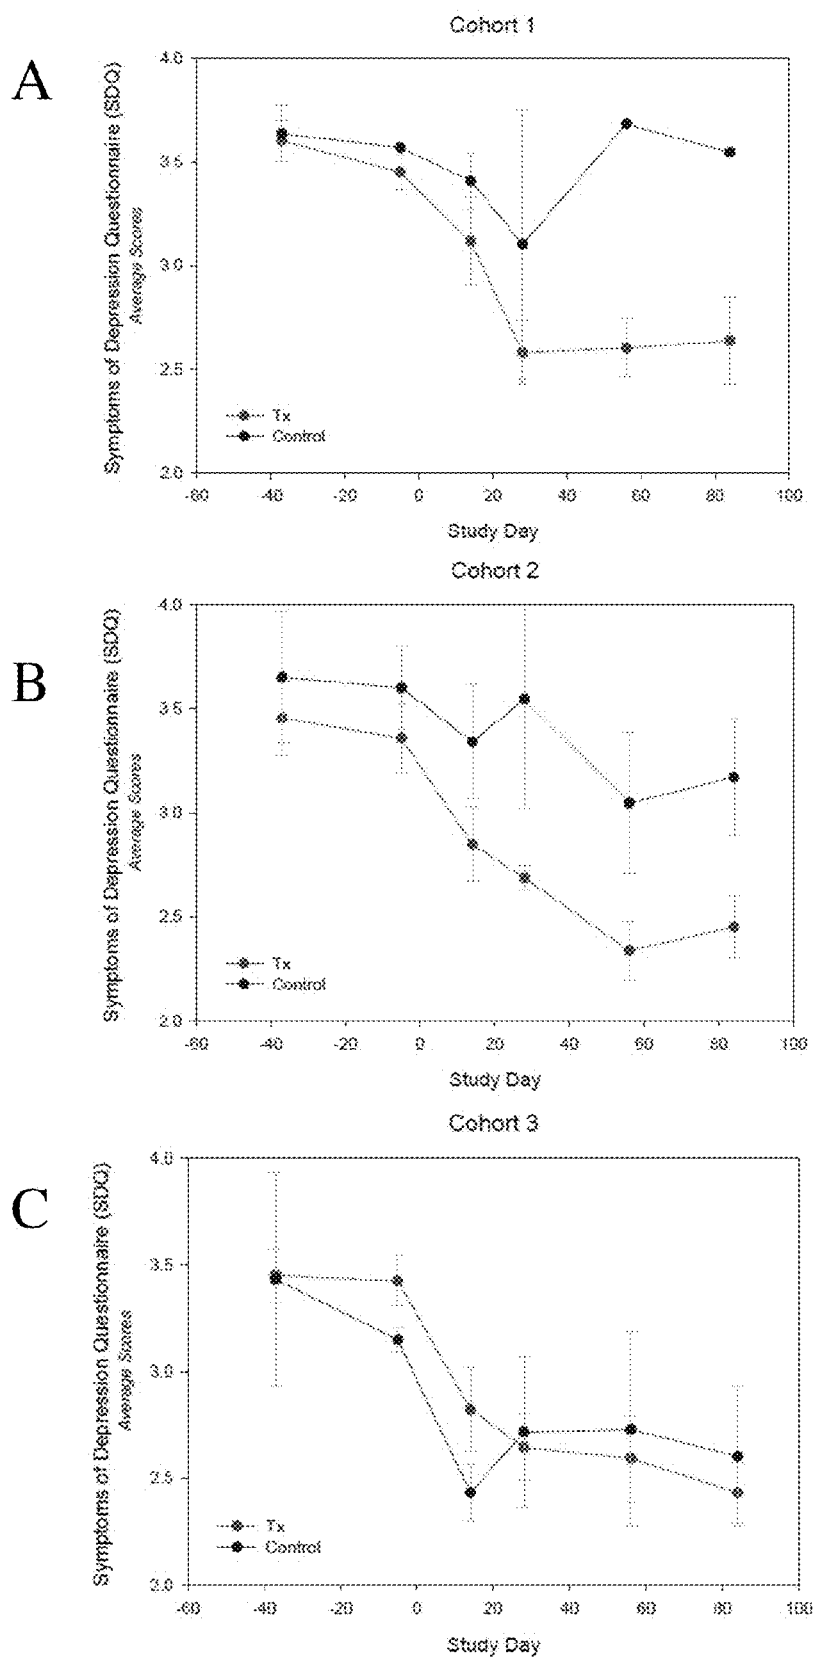 Cohort 1
A
Symptoms of Depression Questionnaire (SDQ)
Average Scores
4.0
3.5
3.0
2.5
2.0
Tx
Control
-60 -40 -20 0 20 40 60 80 100
Study Day
Cohort 2
B
Symptoms of Depression Questionnaire (SDQ)
Average Scores
4.0
3.5
3.0
2.5
2.0
Tx
Control
-60 -40 -20 0 20 40 60 80 100
Study Day
Cohort 3
C
Symptoms of Depression Questionnaire (SDQ)
Average Scores
4.0
3.5
3.0
2.5
2.0
Tx
Control
-60 -40 -20 0 20 40 60 80 100
Study Day